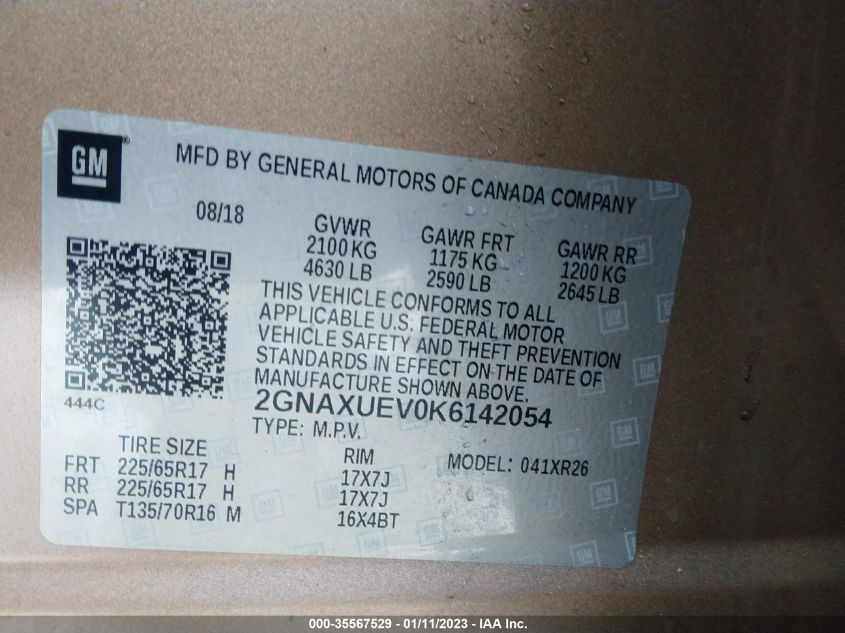 GM
MFD BY GENERAL MOTORS OF CANADA COMPANY
08/18
GVWR
2100 KG
4630 LB
GAWR FRT
1175 KG
2590 LB
GAWR RR
1200 KG
2645 LB
THIS VEHICLE CONFORMS TO ALL
APPLICABLE U.S. FEDERAL MOTOR
VEHICLE SAFETY AND THEFT PREVENTION
STANDARDS IN EFFECT ON THE DATE OF
MANUFACTURE SHOWN ABOVE.
444C
2GNAXUEV0K6142054
TYPE: M.P.V.
MODEL: 041XR26
TIRE SIZE RIM
FRT 225/65R17 H 17X7J
RR 225/65R17 H 17X7J
SPA T135/70R16 M 16X4BT
000-35567529 - 01/11/2023 - IAA Inc.